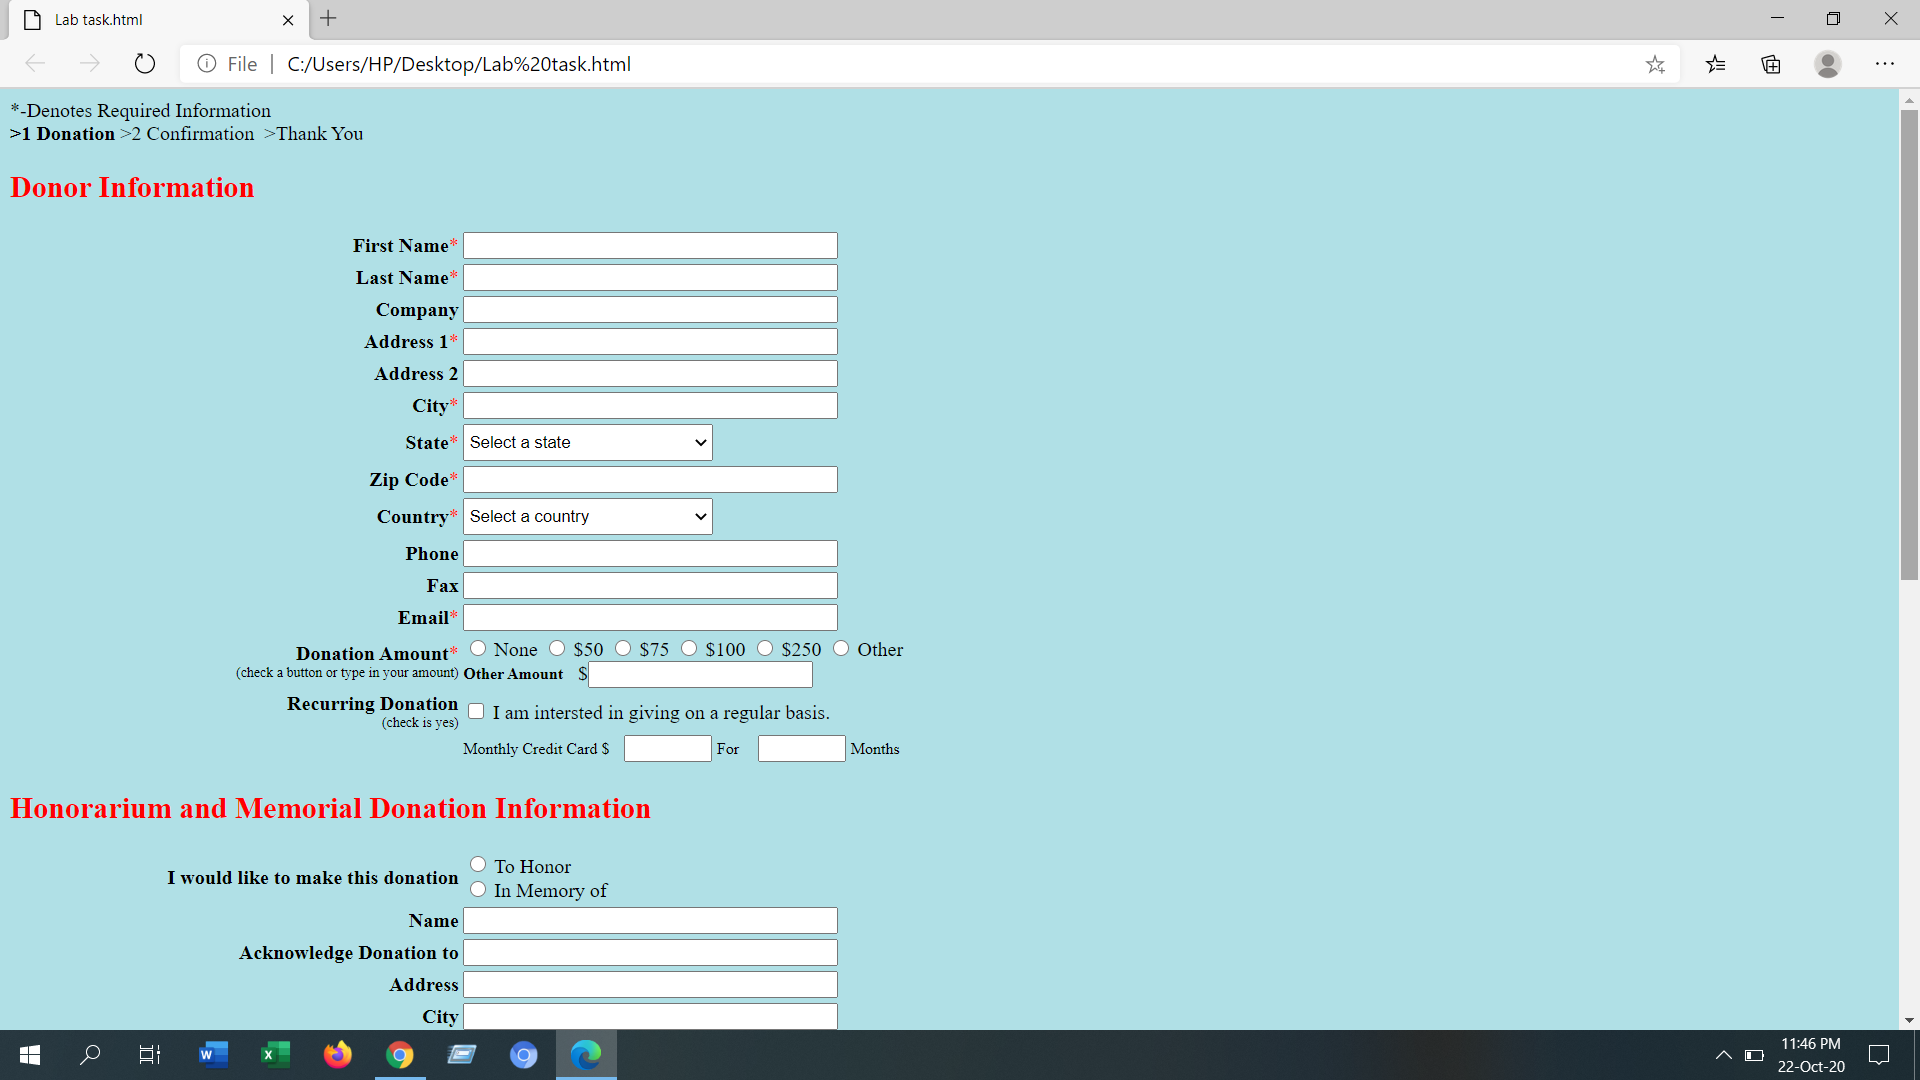 Lab task.html
File | C:/Users/HP/Desktop/Lab%20task.html
*-Denotes Required Information
>1 Donation >2 Confirmation >Thank You
Donor Information
First Name*
Last Name*
Company
Address 1*
Address 2
City*
State* Select a state
Zip Code*
Country* Select a country
Phone
Fax
Email*
Donation Amount* None $50 $75 $100 $250 Other
(check a button or type in your amount) Other Amount $
Recurring Donation
(check is yes) I am intersted in giving on a regular basis.
Monthly Credit Card $ For Months
Honorarium and Memorial Donation Information
I would like to make this donation To Honor
In Memory of
Name
Acknowledge Donation to
Address
City
11:46 PM
22-Oct-20